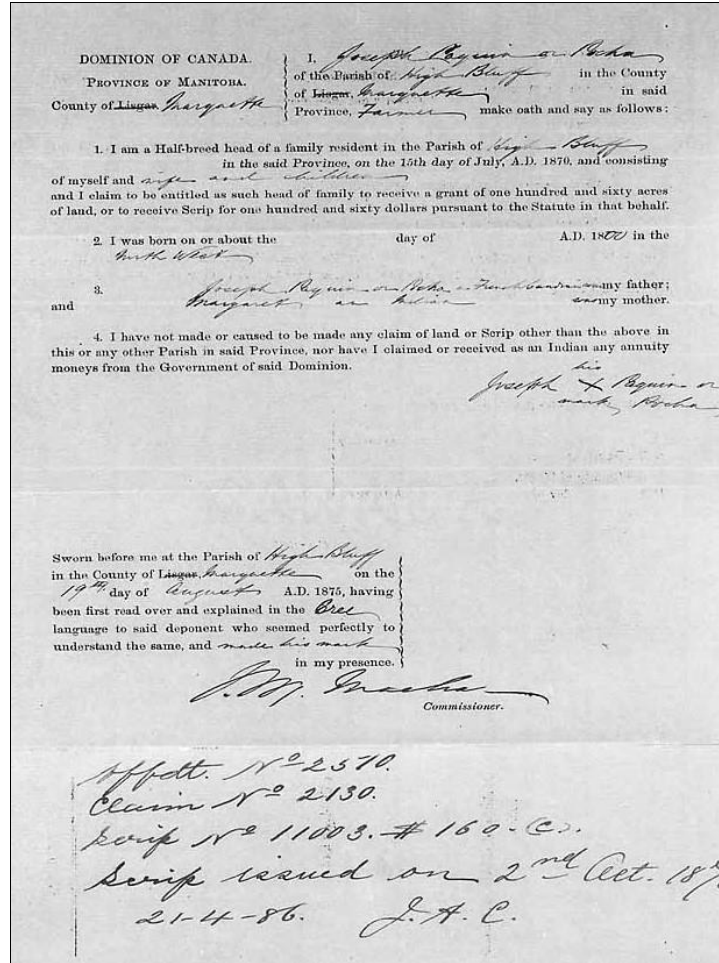 DOMINION OF CANADA.
PROVINCE OF MANITOBA.
County of Lisgar, Marquette
I, Joseph Pequin or Rocha
of the Parish of High Bluff in the County
of Lisgar, Marquette in said
Province, Farmer make oath and say as follows:
1. I am a Half-breed head of a family resident in the Parish of High Bluff
in the said Province, on the 15th day of July, A.D. 1870, and consisting
of myself and wife and children
and I claim to be entitled as such head of family to receive a grant of one hundred and sixty acres
of land, or to receive Scrip for one hundred and sixty dollars pursuant to the Statute in that behalf.
2. I was born on or about the day of A.D. 1800 in the
North West
3. Joseph Pequin or Rocha a French Canadian my father;
and Margaret an Indian my mother.
4. I have not made or caused to be made any claim of land or Scrip other than the above in
this or any other Parish in said Province, nor have I claimed or received as an Indian any annuity
moneys from the Government of said Dominion.
his
Joseph X Pequin or
mark Rocha
Sworn before me at the Parish of High Bluff
in the County of Lisgar, Marquette on the
19th day of August A.D. 1875, having
been first read over and explained in the Cree
language to said deponent who seemed perfectly to
understand the same, and made his mark
in my presence.
Commissioner.
Affdt. No 2570.
Claim No 2130.
Scrip No 11003. $ 160. (C).
Scrip issued on 2nd Oct. 187
21-4-86. J. A. C.